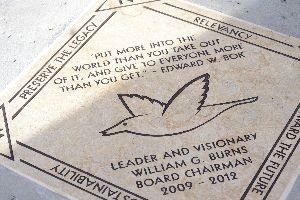 PRESERVE THE LEGACY
RELEVANCY
"PUT MORE INTO THE
WORLD THAN YOU TAKE OUT
OF IT, AND GIVE TO EVERYONE MORE
THAN YOU GET." - EDWARD W. BOK
LEADER AND VISIONARY
WILLIAM G. BURNS
BOARD CHAIRMAN
2009 - 2012
THE FUTURE